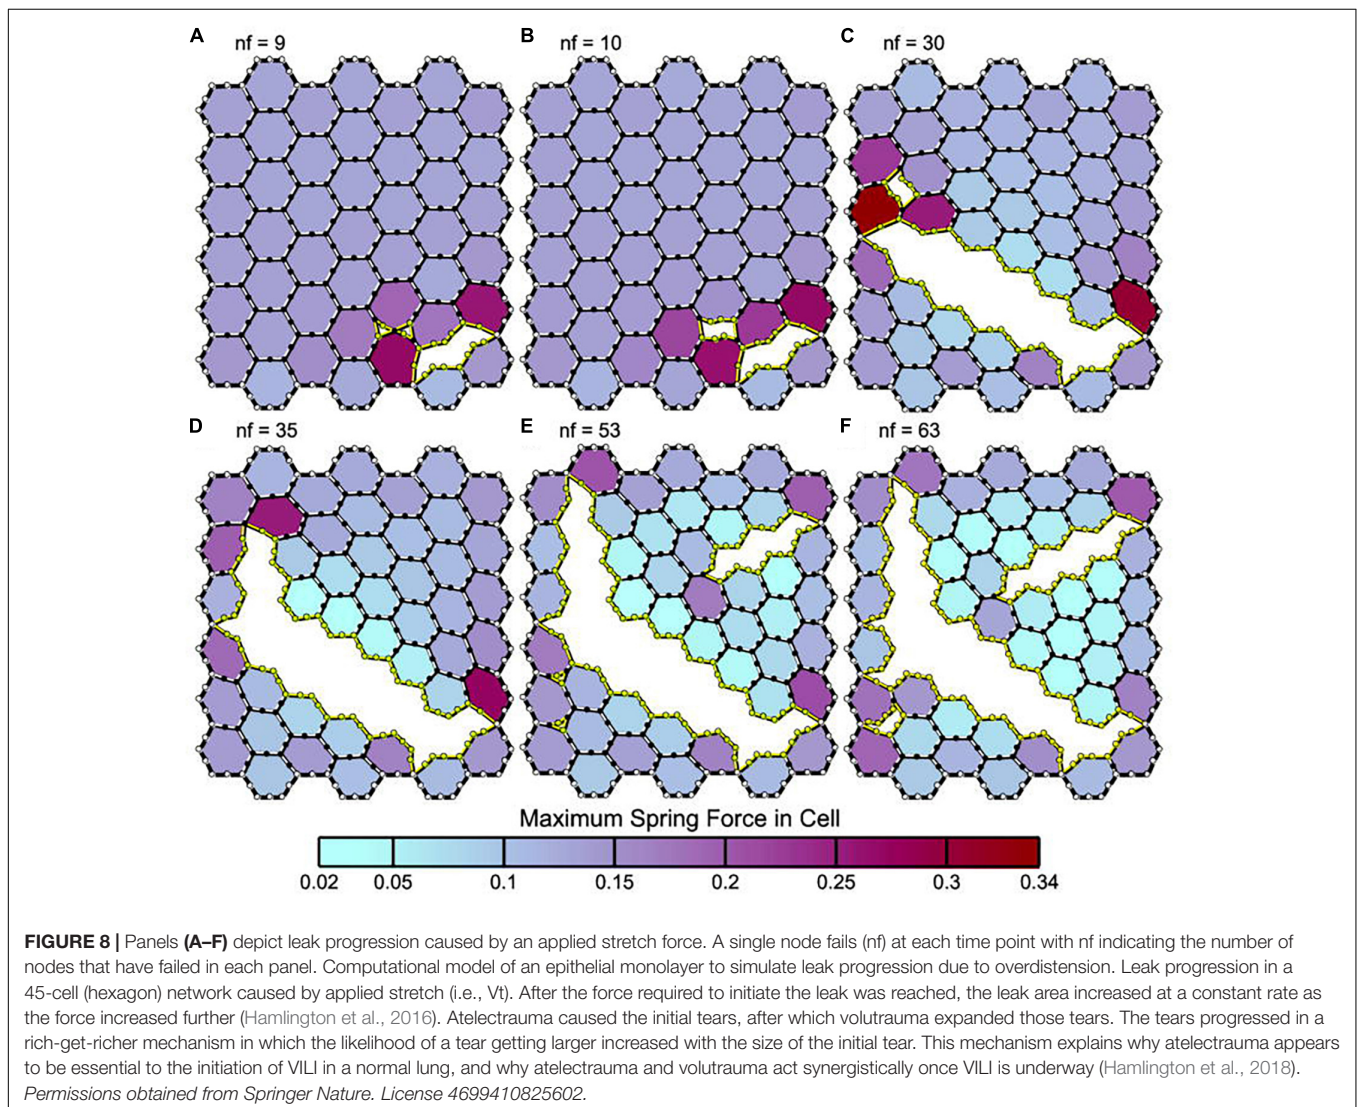 A
nf = 9
B
nf = 10
C
nf = 30
D
nf = 35
E
nf = 53
F
nf = 63
Maximum Spring Force in Cell
0.02 0.05 0.1 0.15 0.2 0.25 0.3 0.34
FIGURE 8 | Panels (A–F) depict leak progression caused by an applied stretch force. A single node fails (nf) at each time point with nf indicating the number of
nodes that have failed in each panel. Computational model of an epithelial monolayer to simulate leak progression due to overdistension. Leak progression in a
45-cell (hexagon) network caused by applied stretch (i.e., Vt). After the force required to initiate the leak was reached, the leak area increased at a constant rate as
the force increased further (Hamlington et al., 2016). Atelectrauma caused the initial tears, after which volutrauma expanded those tears. The tears progressed in a
rich-get-richer mechanism in which the likelihood of a tear getting larger increased with the size of the initial tear. This mechanism explains why atelectrauma appears
to be essential to the initiation of VILI in a normal lung, and why atelectrauma and volutrauma act synergistically once VILI is underway (Hamlington et al., 2018).
Permissions obtained from Springer Nature. License 4699410825602.